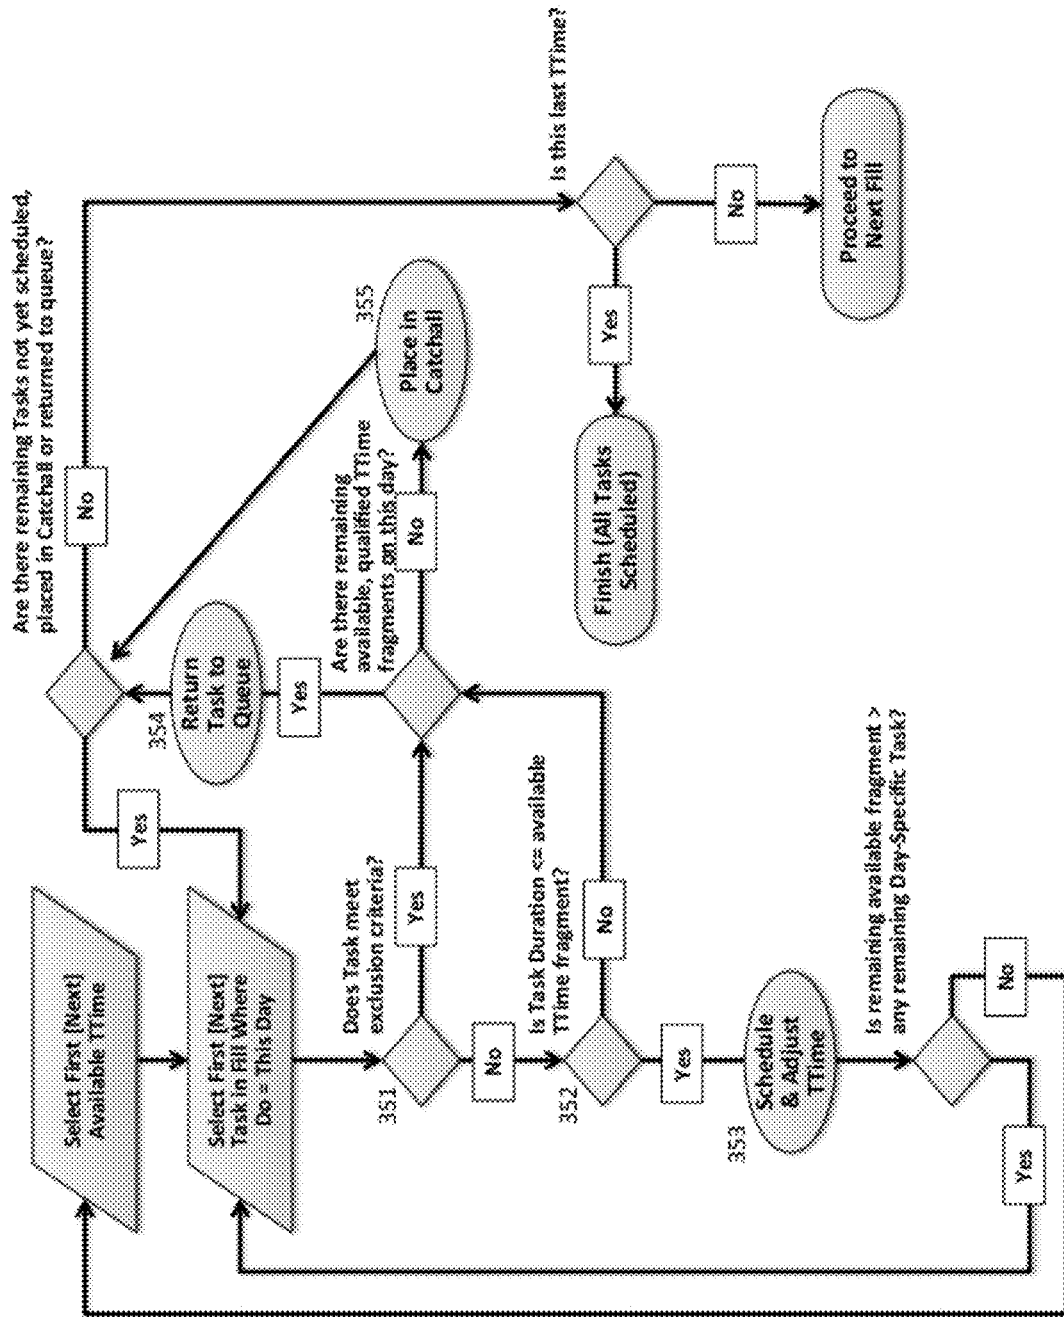 Select First [Next]
Available TTime
Select First [Next]
Task in Fill Where
Do = This Day
Yes
Are there remaining Tasks not yet scheduled,
placed in Catchall or returned to queue?
No
354
Return
Task to
Queue
Yes
Does Task meet
exclusion criteria?
351
Yes
No
Are there remaining
available, qualified TTime
fragments on this day?
No
355
Place in
Catchall
Is Task Duration <= available
TTime fragment?
352
No
Yes
353
Schedule
& Adjust
TTime
Is remaining available fragment >
any remaining Day-Specific Task?
No
Yes
Is this last TTime?
Yes
No
Finish (All Tasks
Scheduled)
Proceed to
Next Fill